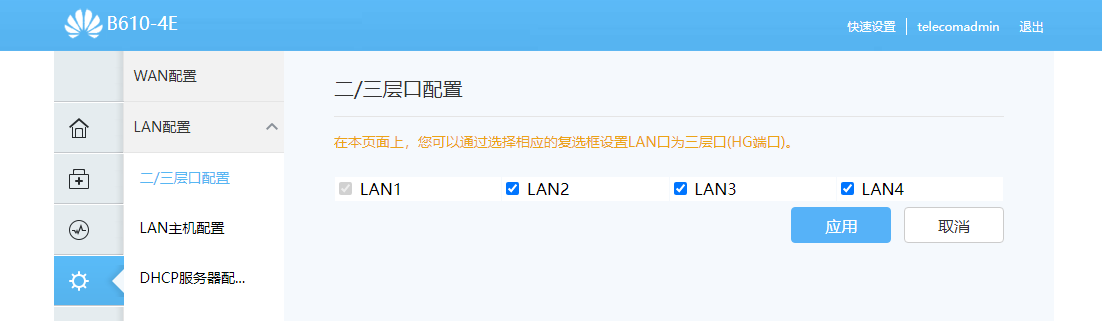 B610-4E
快速设置 telecomadmin 退出
WAN配置
LAN配置
二/三层口配置
LAN主机配置
DHCP服务器配...
二/三层口配置
在本页面上，您可以通过选择相应的复选框设置LAN口为三层口(HG端口)。
LAN1 LAN2 LAN3 LAN4
应用 取消